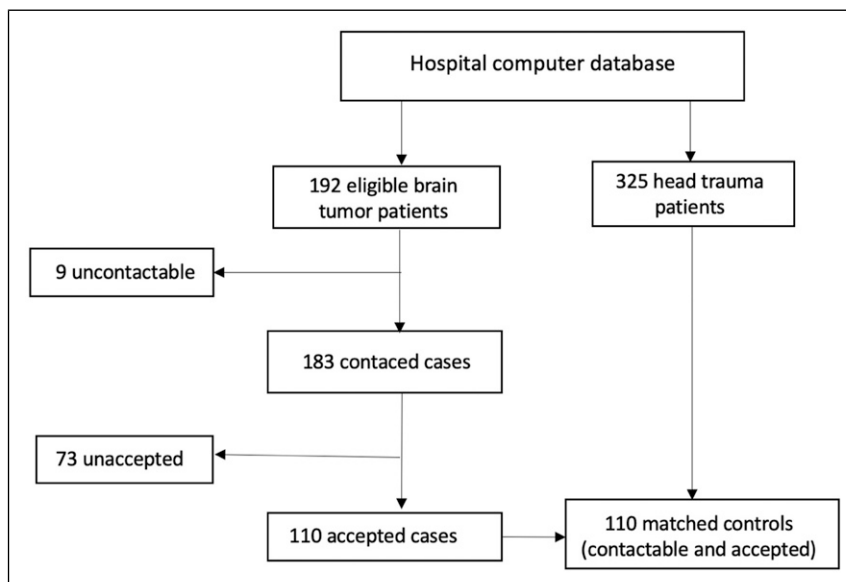 Hospital computer database
192 eligible brain
tumor patients
325 head trauma
patients
9 uncontactable
183 contaced cases
73 unaccepted
110 accepted cases
110 matched controls
(contactable and accepted)